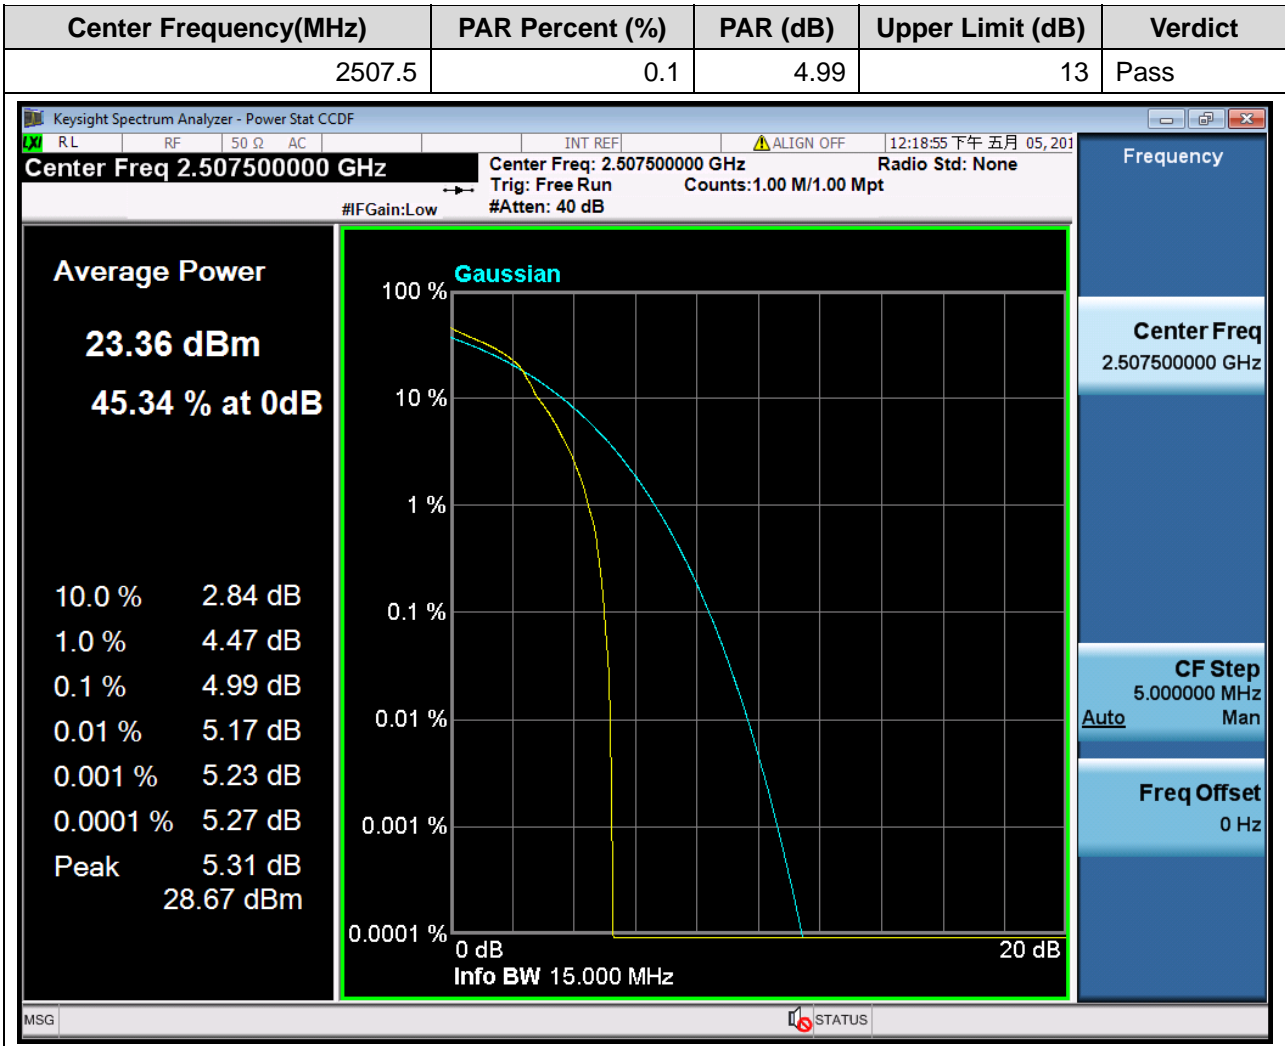 Center Frequency(MHz) PAR Percent (%) PAR (dB) Upper Limit (dB) Verdict
2507.5 0.1 4.99 13 Pass
Keysight Spectrum Analyzer - Power Stat CCDF
LXI RL RF 50 Ω AC INT REF ALIGN OFF 12:18:55 下午 五月 05, 201
Center Freq 2.507500000 GHz
Center Freq: 2.507500000 GHz Radio Std: None
Trig: Free Run Counts:1.00 M/1.00 Mpt
#IFGain:Low #Atten: 40 dB
Average Power
23.36 dBm
45.34 % at 0dB
10.0 % 2.84 dB
1.0 % 4.47 dB
0.1 % 4.99 dB
0.01 % 5.17 dB
0.001 % 5.23 dB
0.0001 % 5.27 dB
Peak 5.31 dB
28.67 dBm
Gaussian
100 %
10 %
1 %
0.1 %
0.01 %
0.001 %
0.0001 %
0 dB 20 dB
Info BW 15.000 MHz
Frequency
Center Freq
2.507500000 GHz
CF Step
5.000000 MHz
Auto Man
Freq Offset
0 Hz
MSG STATUS